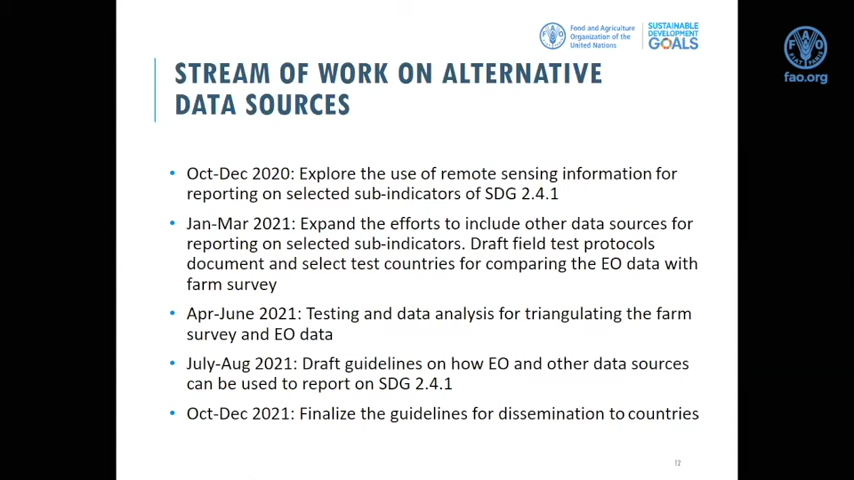 Food and Agriculture
Organization of the
United Nations
SUSTAINABLE
DEVELOPMENT
GOALS
FAO
FIAT PANIS
fao.org
STREAM OF WORK ON ALTERNATIVE
DATA SOURCES
• Oct-Dec 2020: Explore the use of remote sensing information for
reporting on selected sub-indicators of SDG 2.4.1
• Jan-Mar 2021: Expand the efforts to include other data sources for
reporting on selected sub-indicators. Draft field test protocols
document and select test countries for comparing the EO data with
farm survey
• Apr-June 2021: Testing and data analysis for triangulating the farm
survey and EO data
• July-Aug 2021: Draft guidelines on how EO and other data sources
can be used to report on SDG 2.4.1
• Oct-Dec 2021: Finalize the guidelines for dissemination to countries
12